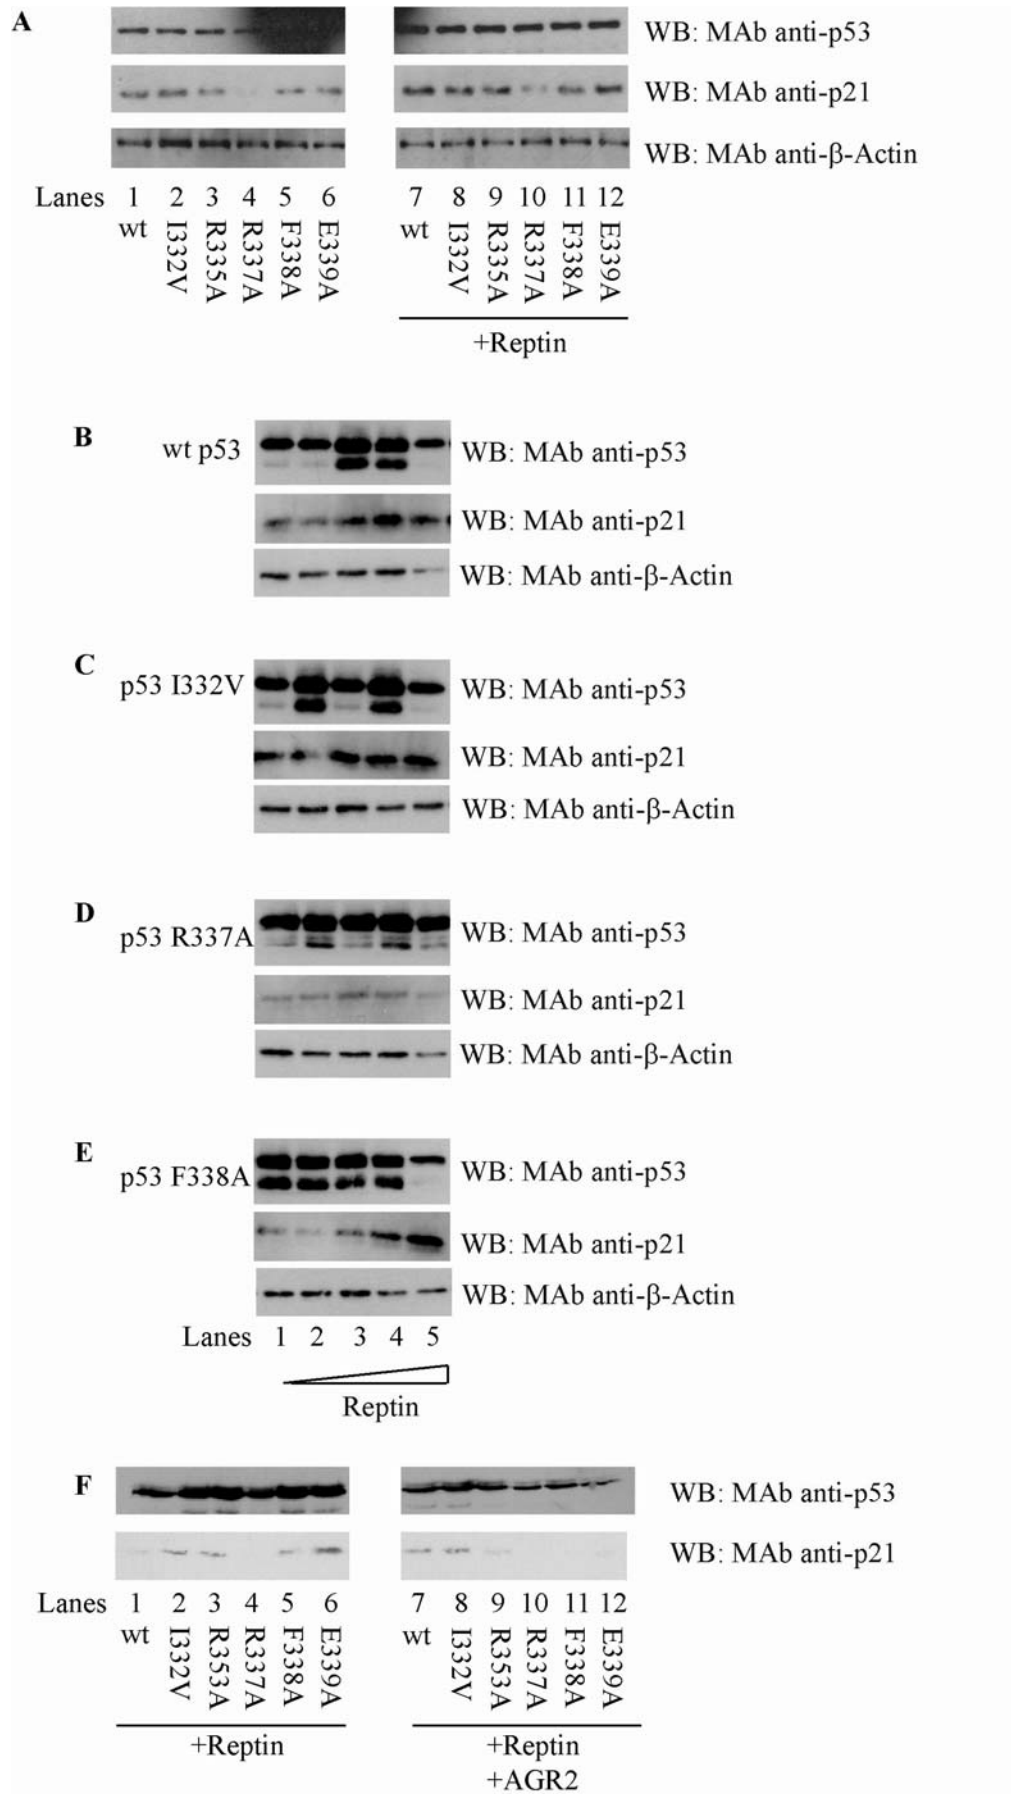 A
WB: MAb anti-p53
WB: MAb anti-p21
WB: MAb anti-β-Actin
Lanes 1 2 3 4 5 6 7 8 9 10 11 12
wt I332V R335A R337A F338A E339A wt I332V R335A R337A F338A E339A
+Reptin
B
wt p53
WB: MAb anti-p53
WB: MAb anti-p21
WB: MAb anti-β-Actin
C
p53 I332V
WB: MAb anti-p53
WB: MAb anti-p21
WB: MAb anti-β-Actin
D
p53 R337A
WB: MAb anti-p53
WB: MAb anti-p21
WB: MAb anti-β-Actin
E
p53 F338A
WB: MAb anti-p53
WB: MAb anti-p21
WB: MAb anti-β-Actin
Lanes 1 2 3 4 5
Reptin
F
WB: MAb anti-p53
WB: MAb anti-p21
Lanes 1 2 3 4 5 6 7 8 9 10 11 12
wt I332V R353A R337A F338A E339A wt I332V R353A R337A F338A E339A
+Reptin +Reptin
+AGR2